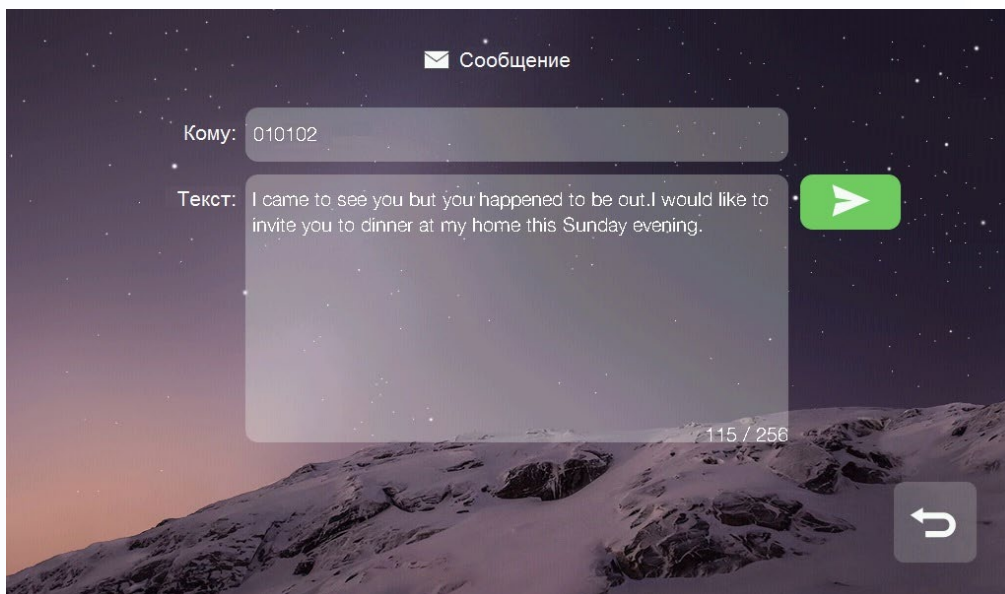 Сообщение
Кому: 010102
Текст: I came to see you but you happened to be out.I would like to
invite you to dinner at my home this Sunday evening.
115 / 256